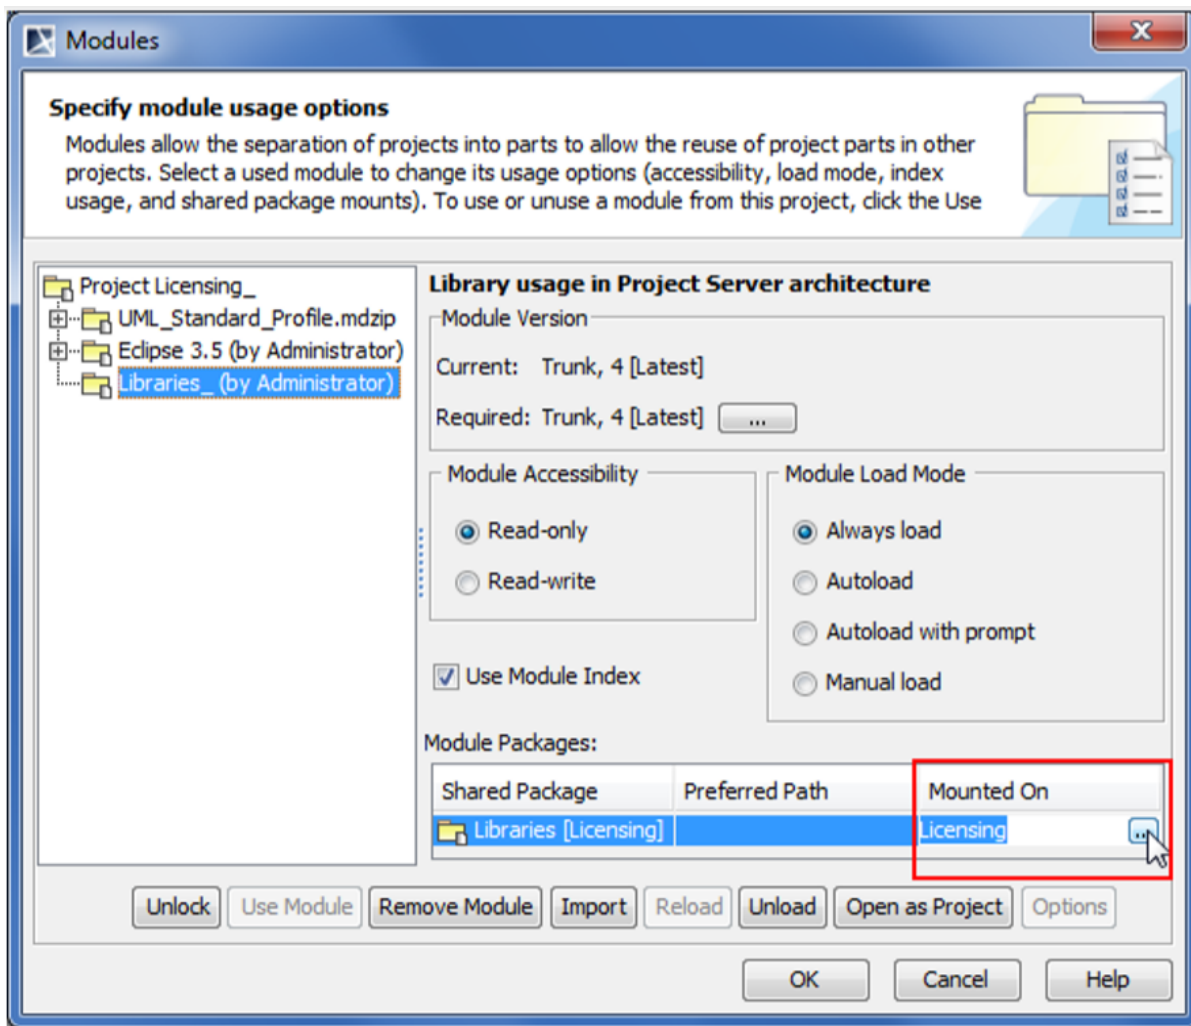 Modules
Specify module usage options
Modules allow the separation of projects into parts to allow the reuse of project parts in other
projects. Select a used module to change its usage options (accessibility, load mode, index
usage, and shared package mounts). To use or unuse a module from this project, click the Use
Project Licensing_
UML_Standard_Profile.mdzip
Eclipse 3.5 (by Administrator)
Libraries_ (by Administrator)
Library usage in Project Server architecture
Module Version
Current: Trunk, 4 [Latest]
Required: Trunk, 4 [Latest] ...
Module Accessibility
Read-only
Read-write
Module Load Mode
Always load
Autoload
Autoload with prompt
Manual load
Use Module Index
Module Packages:
Shared Package Preferred Path Mounted On
Libraries [Licensing] Licensing ...
Unlock Use Module Remove Module Import Reload Unload Open as Project Options
OK Cancel Help